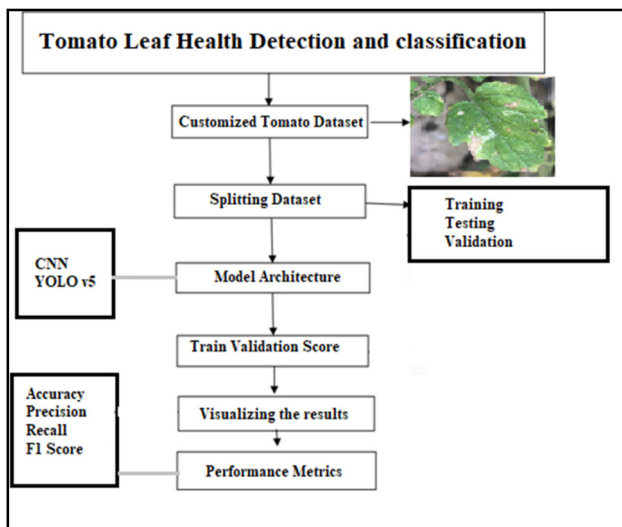 Tomato Leaf Health Detection and classification
Customized Tomato Dataset
Splitting Dataset
Training
Testing
Validation
CNN
YOLO v5
Model Architecture
Train Validation Score
Accuracy
Precision
Recall
F1 Score
Visualizing the results
Performance Metrics